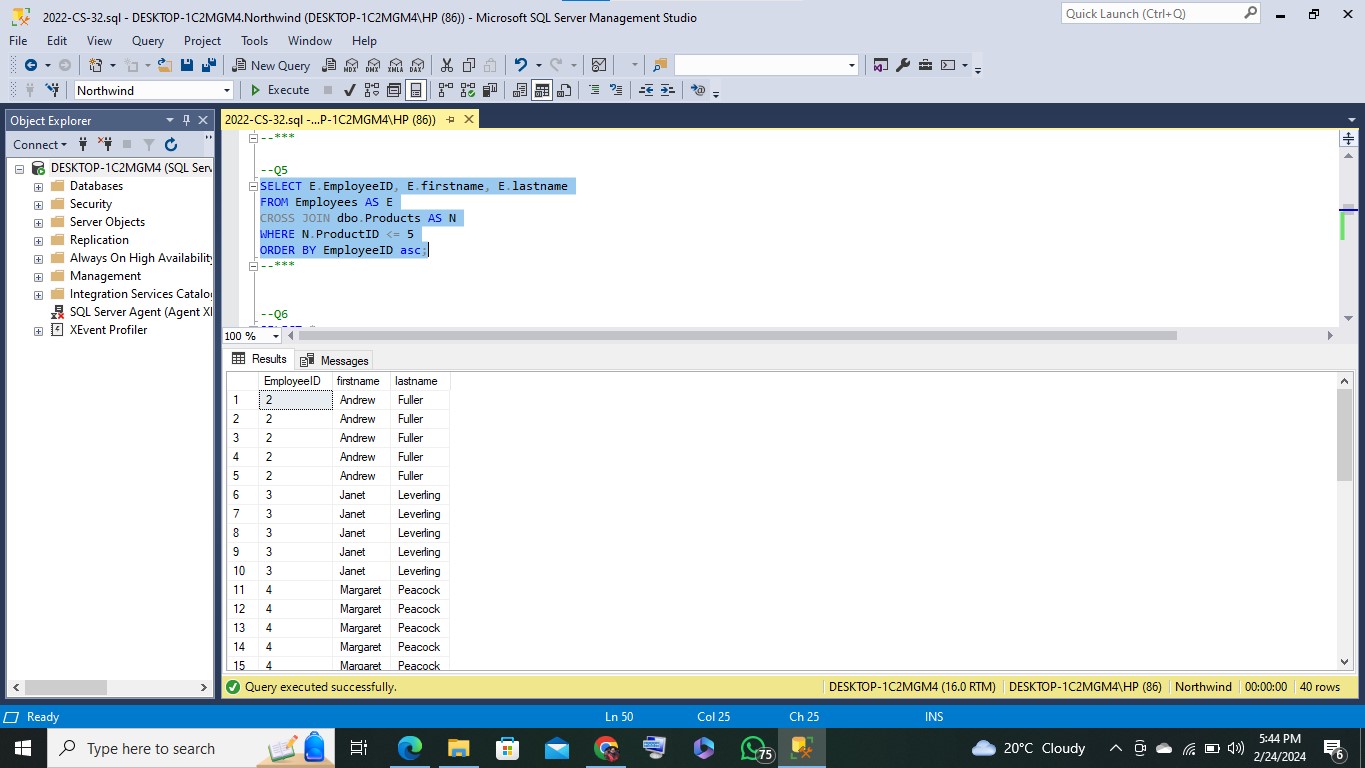 2022-CS-32.sql - DESKTOP-1C2MGM4.Northwind (DESKTOP-1C2MGM4\HP (86)) - Microsoft SQL Server Management Studio
Quick Launch (Ctrl+Q)
File Edit View Query Project Tools Window Help
New Query MDX DMX XMLA DAX
Northwind Execute
Object Explorer
2022-CS-32.sql -...P-1C2MGM4\HP (86))
Connect
DESKTOP-1C2MGM4 (SQL Serv
Databases
Security
Server Objects
Replication
Always On High Availability
Management
Integration Services Catalo
SQL Server Agent (Agent XI
XEvent Profiler
--***
--Q5
SELECT E.EmployeeID, E.firstname, E.lastname
FROM Employees AS E
CROSS JOIN dbo.Products AS N
WHERE N.ProductID <= 5
ORDER BY EmployeeID asc;
--***
--Q6
100 %
Results Messages
EmployeeID firstname lastname
1 2 Andrew Fuller
2 2 Andrew Fuller
3 2 Andrew Fuller
4 2 Andrew Fuller
5 2 Andrew Fuller
6 3 Janet Leverling
7 3 Janet Leverling
8 3 Janet Leverling
9 3 Janet Leverling
10 3 Janet Leverling
11 4 Margaret Peacock
12 4 Margaret Peacock
13 4 Margaret Peacock
14 4 Margaret Peacock
15 4 Margaret Peacock
Query executed successfully.
DESKTOP-1C2MGM4 (16.0 RTM) DESKTOP-1C2MGM4\HP (86) Northwind 00:00:00 40 rows
Ready Ln 50 Col 25 Ch 25 INS
Type here to search
75
20°C Cloudy
5:44 PM
2/24/2024
6